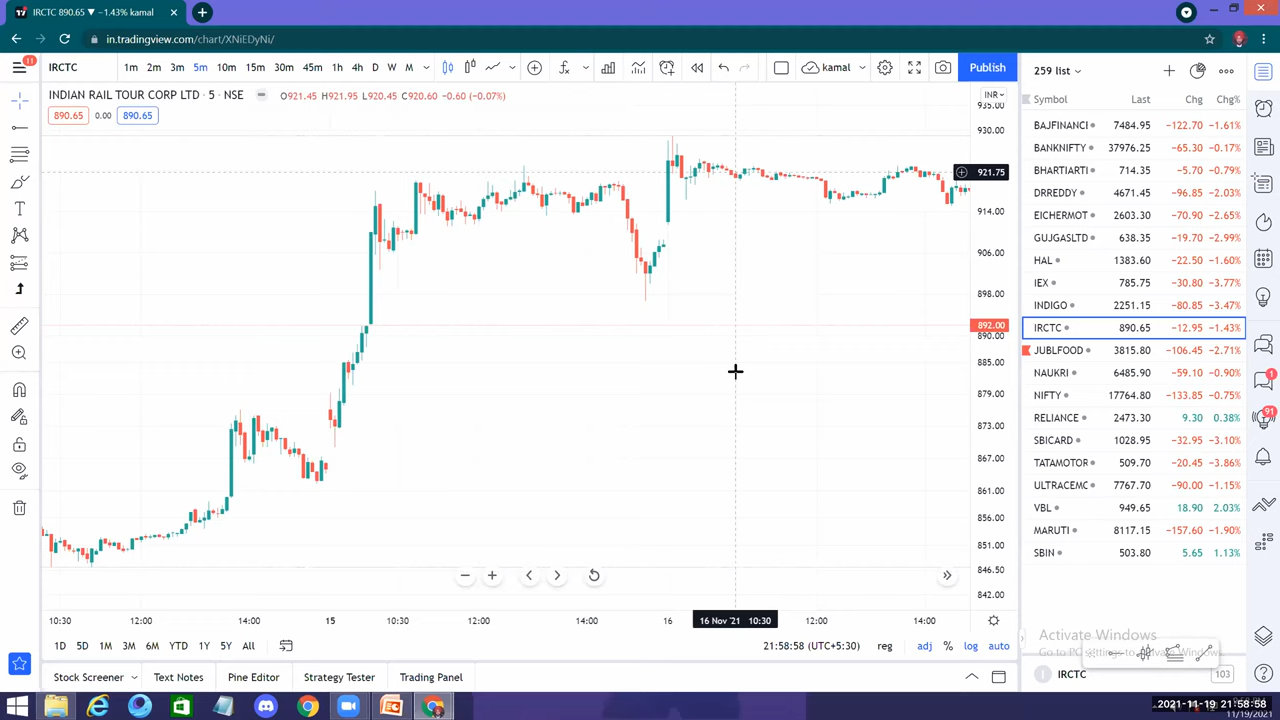 IRCTC 890.65 ▼ −1.43% kamal
in.tradingview.com/chart/XNiEDyNi/
11
IRCTC 1m 2m 3m 5m 10m 15m 30m 45m 1h 4h D W M kamal Publish
INDIAN RAIL TOUR CORP LTD · 5 · NSE O921.45 H921.95 L920.45 C920.60 −0.60 (−0.07%)
890.65 0.00 890.65
INR
935.00
930.00
921.75
914.00
906.00
898.00
892.00
890.00
885.00
879.00
873.00
867.00
861.00
856.00
851.00
846.50
842.00
10:30 12:00 14:00 15 10:30 12:00 14:00 16 16 Nov '21 10:30 12:00 14:00
1D 5D 1M 3M 6M YTD 1Y 5Y All 21:58:58 (UTC+5:30) reg adj % log auto
Stock Screener Text Notes Pine Editor Strategy Tester Trading Panel
259 list
Symbol Last Chg Chg%
BAJFINANCI 7484.95 −122.70 −1.61%
BANKNIFTY 37976.25 −65.30 −0.17%
BHARTIARTI 714.35 −5.70 −0.79%
DRREDDY 4671.45 −96.85 −2.03%
EICHERMOT 2603.30 −70.90 −2.65%
GUJGASLTD 638.35 −19.70 −2.99%
HAL 1383.60 −22.50 −1.60%
IEX 785.75 −30.80 −3.77%
INDIGO 2251.15 −80.85 −3.47%
IRCTC 890.65 −12.95 −1.43%
JUBLFOOD 3815.80 −106.45 −2.71%
NAUKRI 6485.90 −59.10 −0.90%
NIFTY 17764.80 −133.85 −0.75%
RELIANCE 2473.30 9.30 0.38%
SBICARD 1028.95 −32.95 −3.10%
TATAMOTOR 509.70 −20.45 −3.86%
ULTRACEMC 7767.70 −90.00 −1.15%
VBL 949.65 18.90 2.03%
MARUTI 8117.15 −157.60 −1.90%
SBIN 503.80 5.65 1.13%
1
91
Activate Windows
Go to PC settings to activate Windows.
IRCTC 103
2021-11-19 21:58:58
11/19/2021